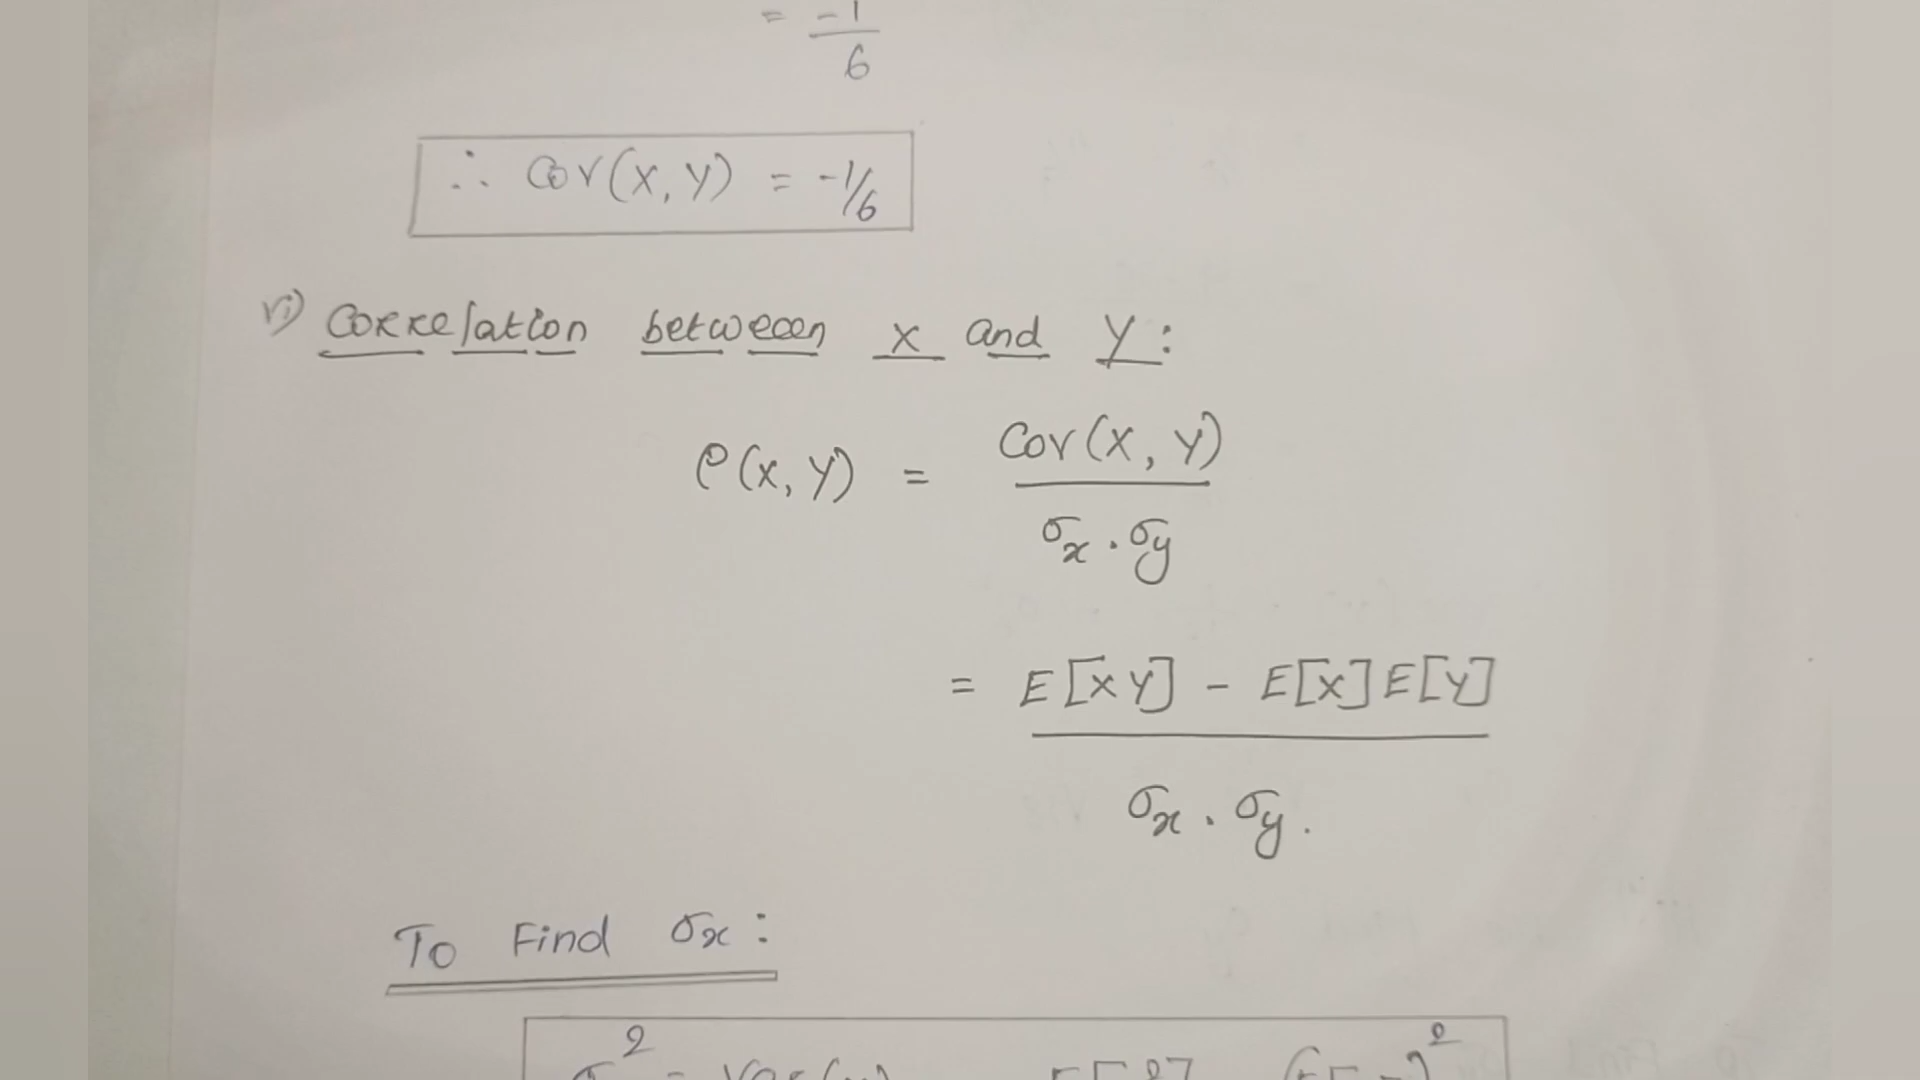 = -1/6
∴ Cov(X, Y) = -1/6
vi) Correlation between X and Y:
ρ(X, Y) = Cov(X, Y) / σx . σy
= E[XY] - E[X]E[Y] / σx . σy.
To Find σx: